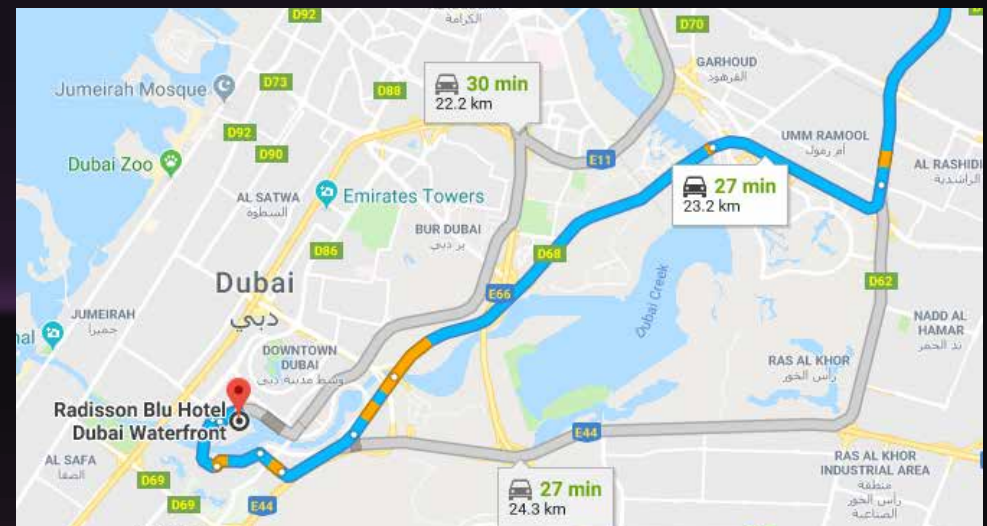 D92
الكرامة
D70
GARHOUD
القرهود
Jumeirah Mosque
D73
D88
30 min
22.2 km
D92
D90
Dubai Zoo
E11
UMM RAMOOL
أم رمول
AL RASHIDI
الراشدية
27 min
23.2 km
AL SATWA
السطوة
Emirates Towers
BUR DUBAI
بر دبي
D86
D68
Dubai Creek
D62
Dubai
دبي
E66
JUMEIRAH
جميرا
nal
NADD AL
HAMAR
ند الحمر
DOWNTOWN
DUBAI
وسط مدينة دبي
RAS AL KHOR
رأس الخور
Radisson Blu Hotel
Dubai Waterfront
E44
AL SAFA
الصفا
D69
D69
E44
27 min
24.3 km
RAS AL KHOR
INDUSTRIAL AREA
منطقة
رأس الخور
الصناعية